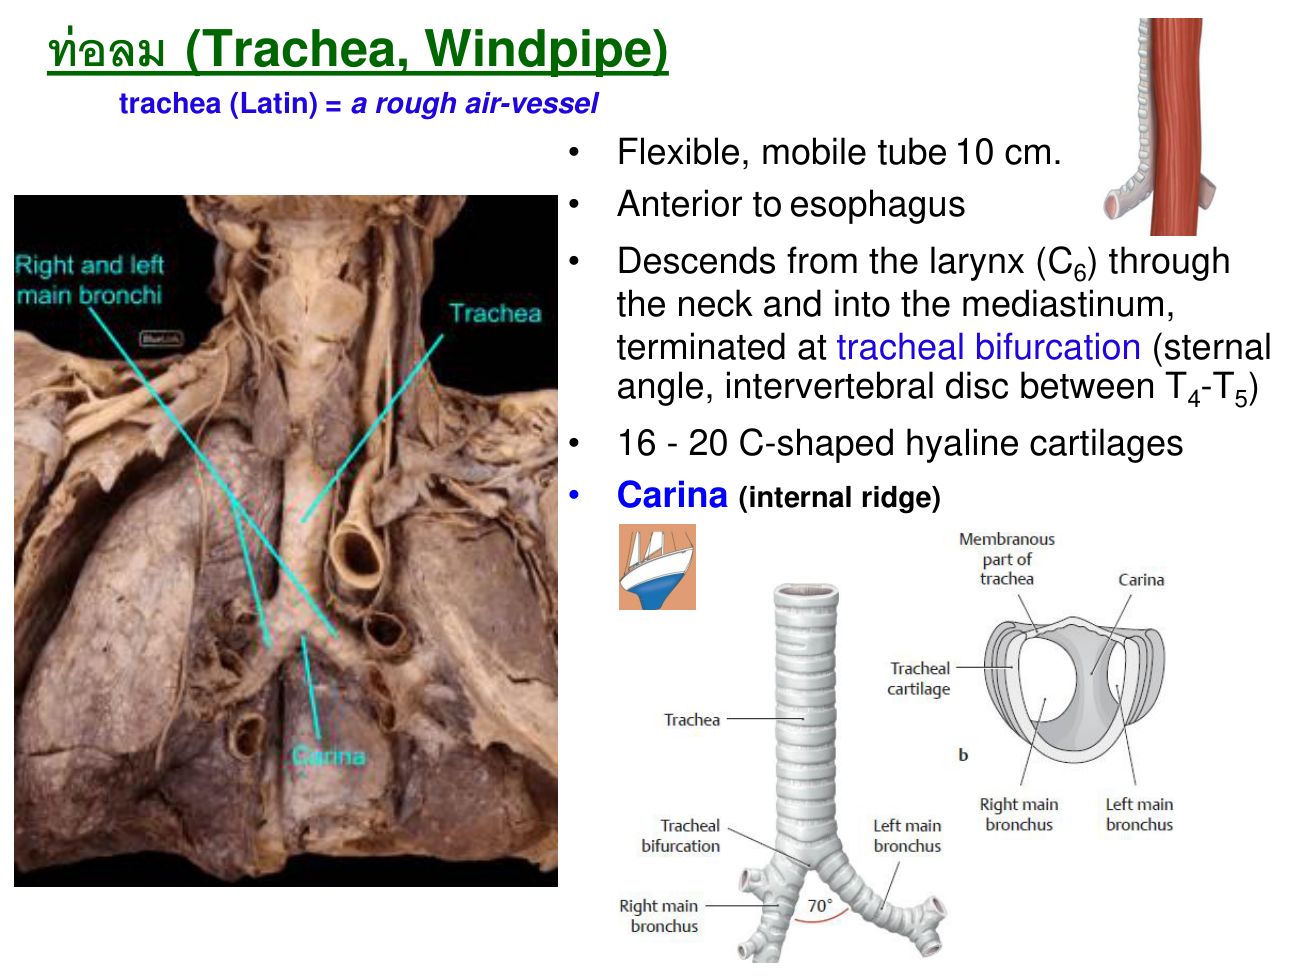 ท่อลม (Trachea, Windpipe)
trachea (Latin) = a rough air-vessel
• Flexible, mobile tube 10 cm.
• Anterior to esophagus
• Descends from the larynx (C6) through
the neck and into the mediastinum,
terminated at tracheal bifurcation (sternal
angle, intervertebral disc between T4-T5)
• 16 - 20 C-shaped hyaline cartilages
• Carina (internal ridge)
Right and left
main bronchi
BlueLink
Trachea
Carina
Membranous
part of
trachea
Carina
Tracheal
cartilage
b
Right main
bronchus
Left main
bronchus
Trachea
Tracheal
bifurcation
Left main
bronchus
Right main
bronchus
70°